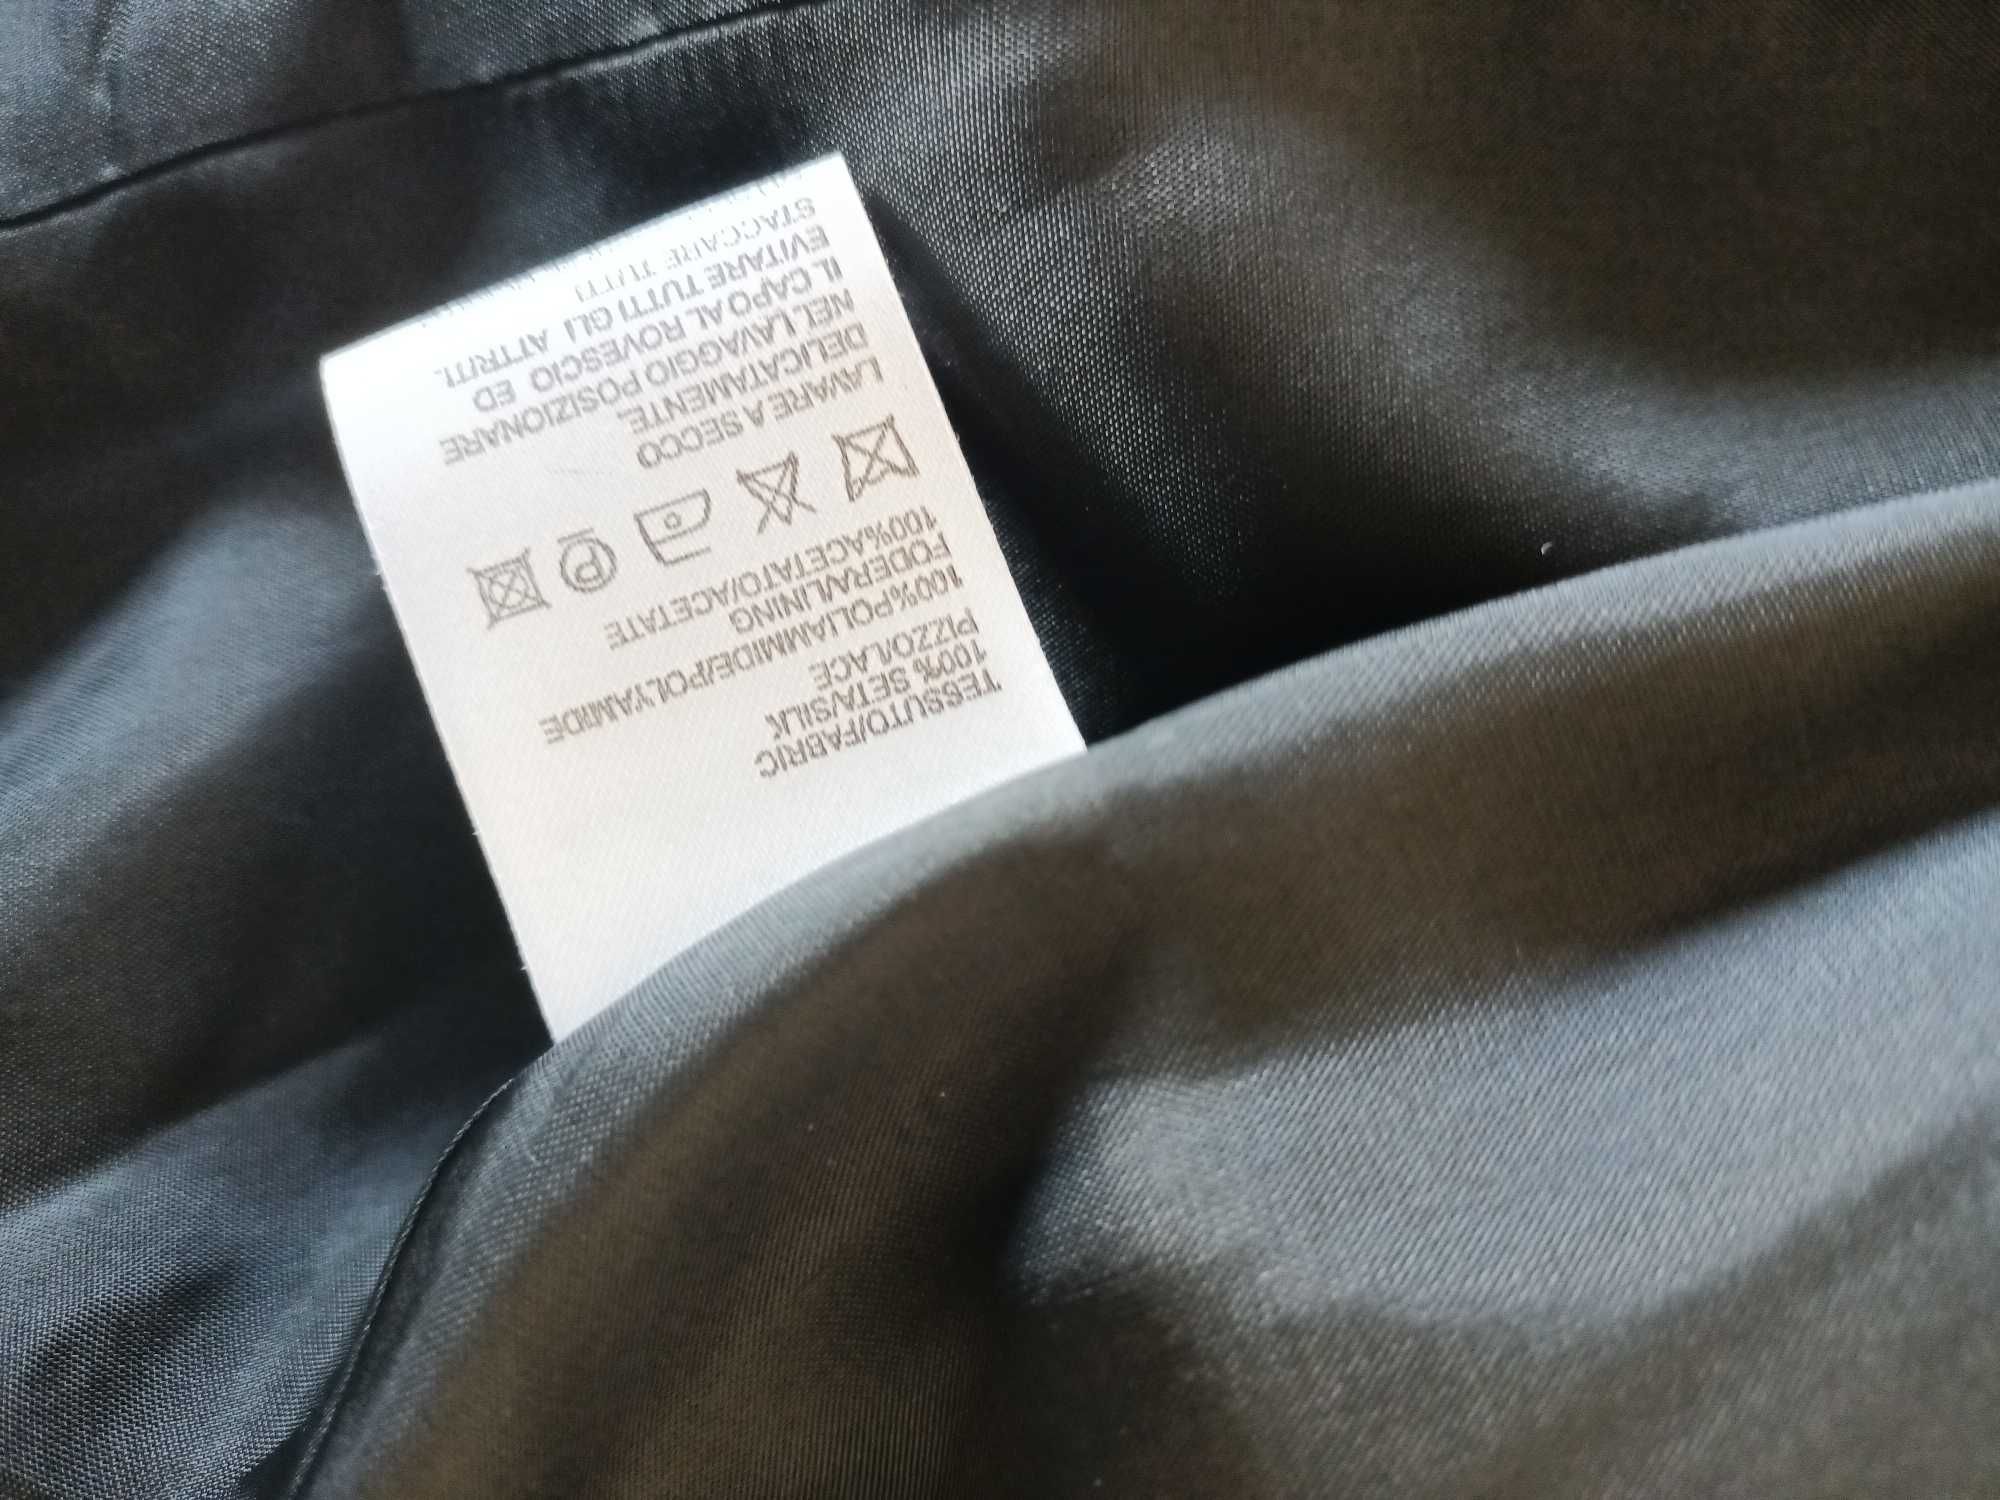 TESSUTO/FABRIC
100% SETA/SILK
PIZZO/LACE
100%POLIAMMIDE/POLYAMIDE
FODERA/LINING
100%ACETATO/ACETATE
P
LAVARE A SECCO
DELICATAMENTE.
NEL LAVAGGIO POSIZIONARE
IL CAPO AL ROVESCIO ED
EVITARE TUTTI GLI ATTRITI.
STACCARE TUTTI